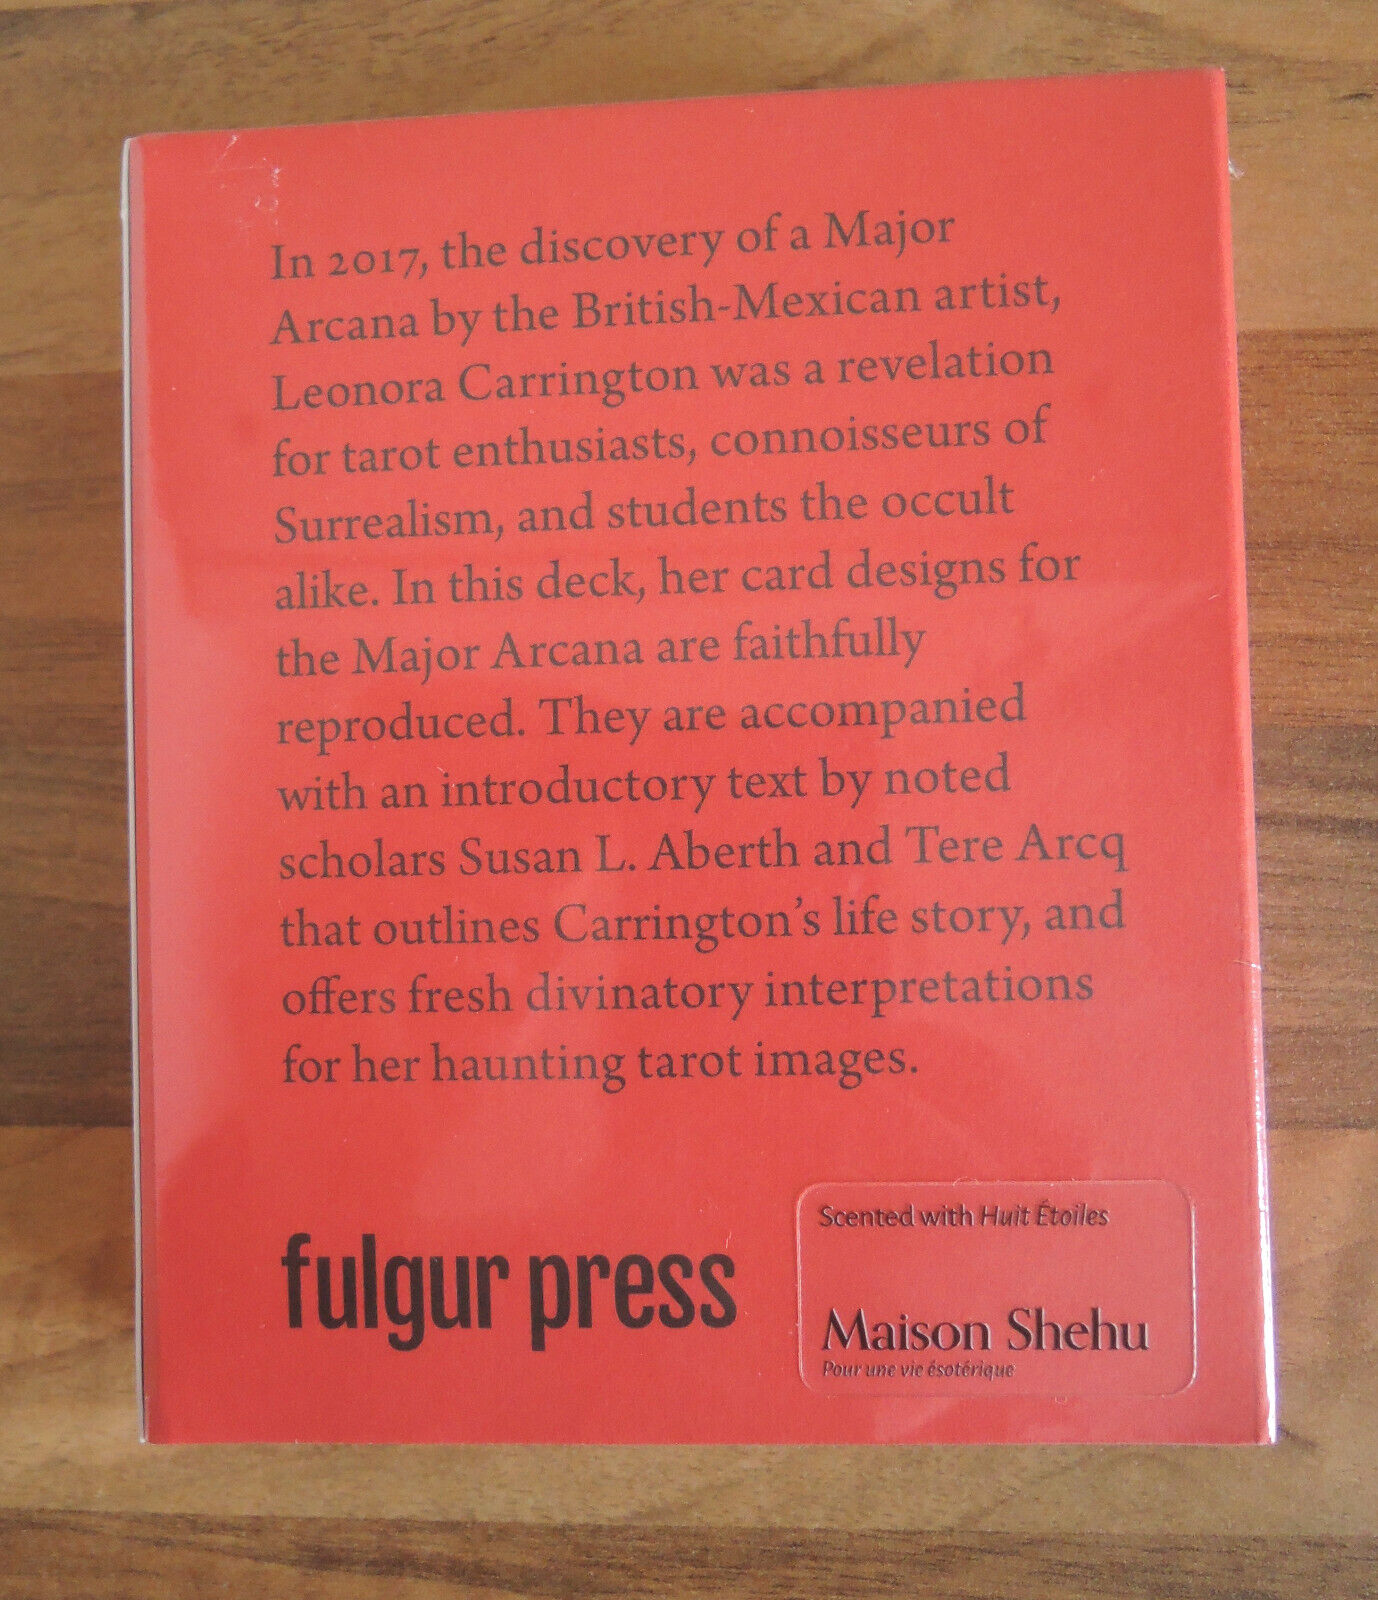 In 2017, the discovery of a Major
Arcana by the British-Mexican artist,
Leonora Carrington was a revelation
for tarot enthusiasts, connoisseurs of
Surrealism, and students the occult
alike. In this deck, her card designs for
the Major Arcana are faithfully
reproduced. They are accompanied
with an introductory text by noted
scholars Susan L. Aberth and Tere Arcq
that outlines Carrington’s life story, and
offers fresh divinatory interpretations
for her haunting tarot images.
fulgur press
Scented with Huit Étoiles
Maison Shehu
Pour une vie ésotérique